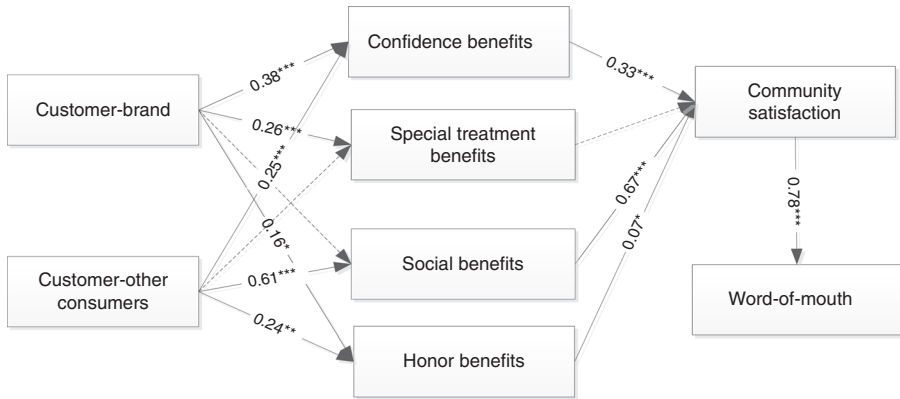 Confidence benefits
Customer-brand
Special treatment
benefits
Community
satisfaction
Customer-other
consumers
Social benefits
Honor benefits
Word-of-mouth
0.38***
0.26***
0.25***
0.16*
0.61***
0.24**
0.33***
0.67***
0.07*
0.78***